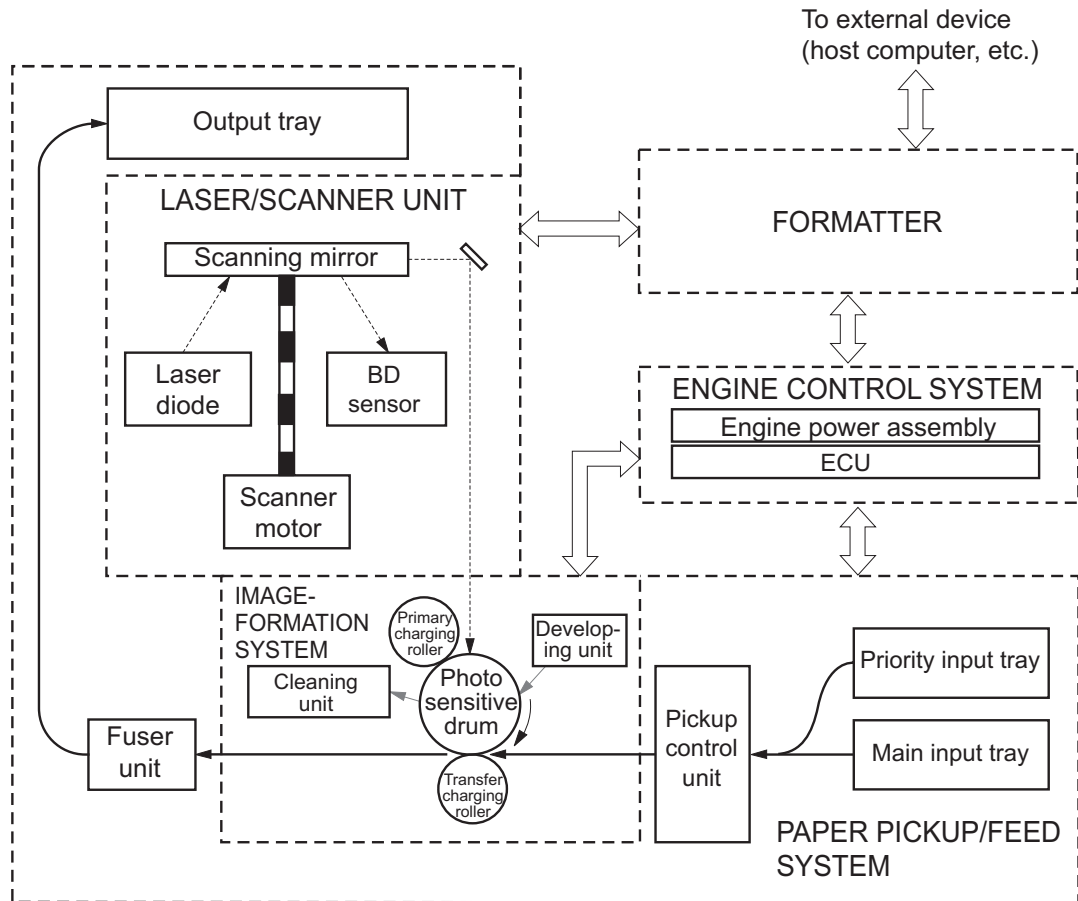 To external device
(host computer, etc.)
Output tray
LASER/SCANNER UNIT
FORMATTER
Scanning mirror
Laser
diode
BD
sensor
ENGINE CONTROL SYSTEM
Engine power assembly
ECU
Scanner
motor
IMAGE-
FORMATION
SYSTEM
Primary
charging
roller
Develop-
ing unit
Cleaning
unit
Photo
sensitive
drum
Priority input tray
Pickup
control
unit
Main input tray
Fuser
unit
Transfer
charging
roller
PAPER PICKUP/FEED
SYSTEM